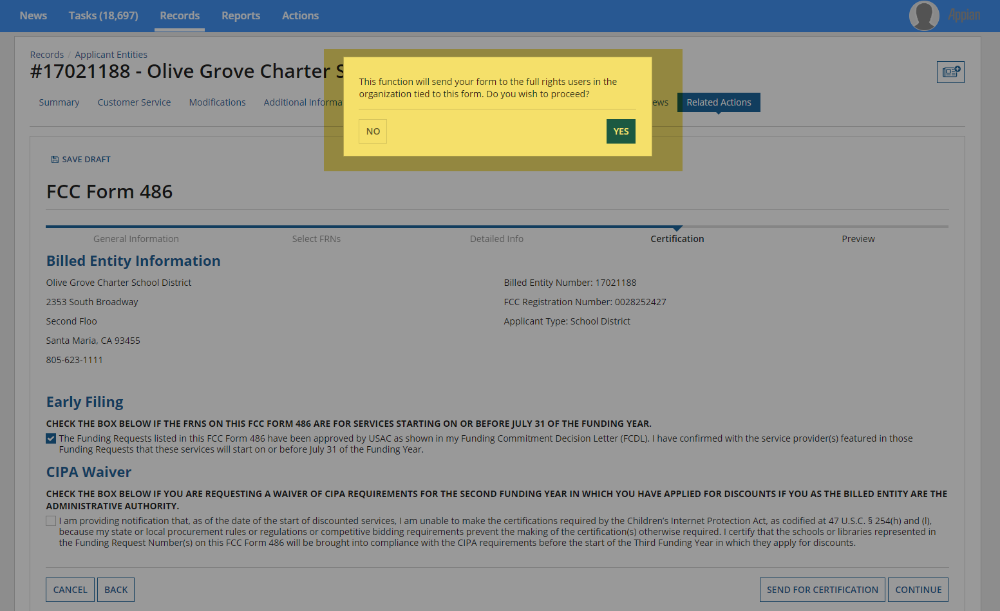 News Tasks (18,697) Records Reports Actions Appian
Records / Applicant Entities
#17021188 - Olive Grove Charter S
This function will send your form to the full rights users in the
organization tied to this form. Do you wish to proceed?
Summary Customer Service Modifications Additional Informa ews Related Actions
NO YES
SAVE DRAFT
FCC Form 486
General Information Select FRNs Detailed Info Certification Preview
Billed Entity Information
Olive Grove Charter School District Billed Entity Number: 17021188
2353 South Broadway FCC Registration Number: 0028252427
Second Floo Applicant Type: School District
Santa Maria, CA 93455
805-623-1111
Early Filing
CHECK THE BOX BELOW IF THE FRNS ON THIS FCC FORM 486 ARE FOR SERVICES STARTING ON OR BEFORE JULY 31 OF THE FUNDING YEAR.
The Funding Requests listed in this FCC Form 486 have been approved by USAC as shown in my Funding Commitment Decision Letter (FCDL). I have confirmed with the service provider(s) featured in those
Funding Requests that these services will start on or before July 31 of the Funding Year.
CIPA Waiver
CHECK THE BOX BELOW IF YOU ARE REQUESTING A WAIVER OF CIPA REQUIREMENTS FOR THE SECOND FUNDING YEAR IN WHICH YOU HAVE APPLIED FOR DISCOUNTS IF YOU AS THE BILLED ENTITY ARE THE
ADMINISTRATIVE AUTHORITY.
I am providing notification that, as of the date of the start of discounted services, I am unable to make the certifications required by the Children's Internet Protection Act, as codified at 47 U.S.C. § 254(h) and (l),
because my state or local procurement rules or regulations or competitive bidding requirements prevent the making of the certification(s) otherwise required. I certify that the schools or libraries represented in
the Funding Request Number(s) on this FCC Form 486 will be brought into compliance with the CIPA requirements before the start of the Third Funding Year in which they apply for discounts.
CANCEL BACK SEND FOR CERTIFICATION CONTINUE